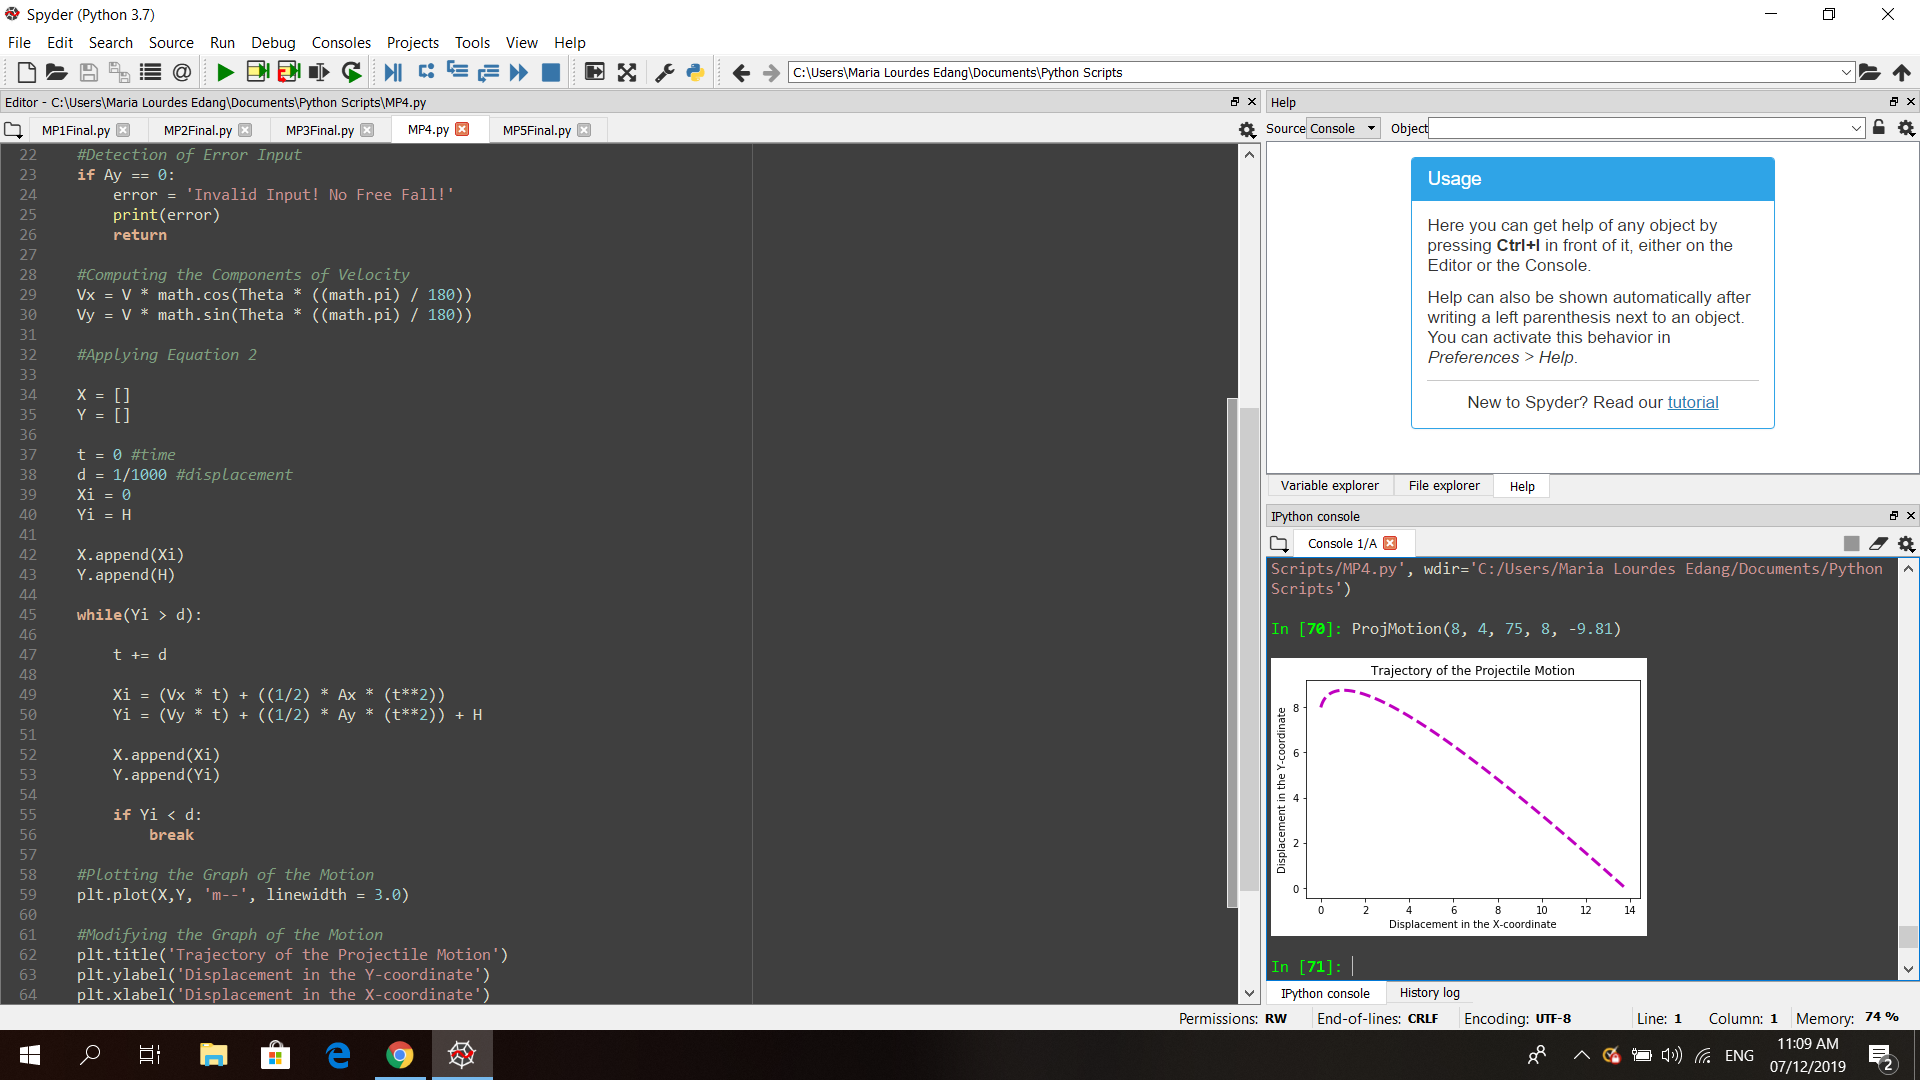 Spyder (Python 3.7)
File Edit Search Source Run Debug Consoles Projects Tools View Help
C:\Users\Maria Lourdes Edang\Documents\Python Scripts
Editor - C:\Users\Maria Lourdes Edang\Documents\Python Scripts\MP4.py
MP1Final.py MP2Final.py MP3Final.py MP4.py MP5Final.py
22 #Detection of Error Input
23 if Ay == 0:
24 error = 'Invalid Input! No Free Fall!'
25 print(error)
26 return
27
28 #Computing the Components of Velocity
29 Vx = V * math.cos(Theta * ((math.pi) / 180))
30 Vy = V * math.sin(Theta * ((math.pi) / 180))
31
32 #Applying Equation 2
33
34 X = []
35 Y = []
36
37 t = 0 #time
38 d = 1/1000 #displacement
39 Xi = 0
40 Yi = H
41
42 X.append(Xi)
43 Y.append(H)
44
45 while(Yi > d):
46
47 t += d
48
49 Xi = (Vx * t) + ((1/2) * Ax * (t**2))
50 Yi = (Vy * t) + ((1/2) * Ay * (t**2)) + H
51
52 X.append(Xi)
53 Y.append(Yi)
54
55 if Yi < d:
56 break
57
58 #Plotting the Graph of the Motion
59 plt.plot(X,Y, 'm--', linewidth = 3.0)
60
61 #Modifying the Graph of the Motion
62 plt.title('Trajectory of the Projectile Motion')
63 plt.ylabel('Displacement in the Y-coordinate')
64 plt.xlabel('Displacement in the X-coordinate')
Help
Source Console Object
Usage
Here you can get help of any object by
pressing Ctrl+I in front of it, either on the
Editor or the Console.
Help can also be shown automatically after
writing a left parenthesis next to an object.
You can activate this behavior in
Preferences > Help.
New to Spyder? Read our tutorial
Variable explorer File explorer Help
IPython console
Console 1/A
Scripts/MP4.py', wdir='C:/Users/Maria Lourdes Edang/Documents/Python
Scripts')
In [70]: ProjMotion(8, 4, 75, 8, -9.81)
Trajectory of the Projectile Motion
Displacement in the Y-coordinate
8
6
4
2
0
0 2 4 6 8 10 12 14
Displacement in the X-coordinate
In [71]:
IPython console History log
Permissions: RW End-of-lines: CRLF Encoding: UTF-8 Line: 1 Column: 1 Memory: 74 %
ENG
11:09 AM
07/12/2019
2